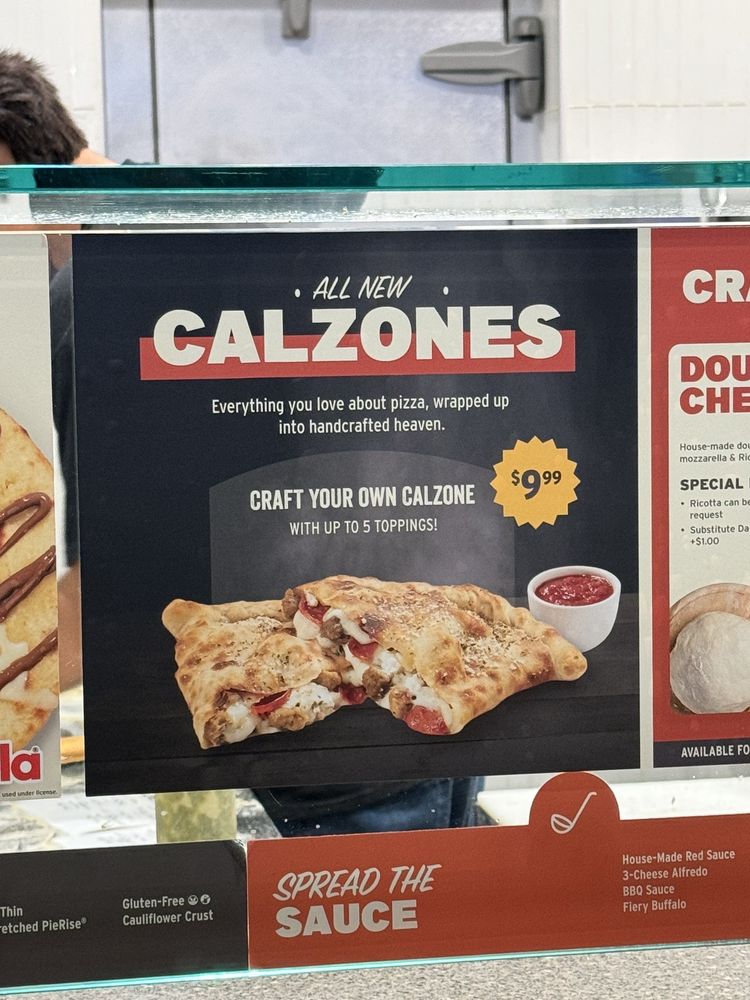 • ALL NEW •
CALZONES
Everything you love about pizza, wrapped up
into handcrafted heaven.
CRAFT YOUR OWN CALZONE
WITH UP TO 5 TOPPINGS!
$999
la®
used under license.
CRA
DOU
CHE
House-made dou
mozzarella & Ric
SPECIAL
• Ricotta can be
request
• Substitute Da
+$1.00
AVAILABLE FO
Thin
retched PieRise®
Gluten-Free
Cauliflower Crust
SPREAD THE
SAUCE
House-Made Red Sauce
3-Cheese Alfredo
BBQ Sauce
Fiery Buffalo